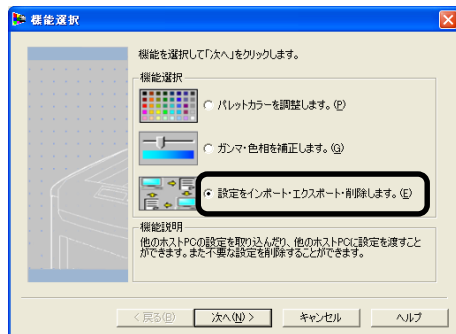 機能選択
機能を選択して「次へ」をクリックします。
機能選択
パレットカラーを調整します。(P)
ガンマ・色相を補正します。(G)
設定をインポート・エクスポート・削除します。(E)
機能説明
他のホストPCの設定を取り込んだり、他のホストPCに設定を渡すこと
ができます。また不要な設定を削除することができます。
< 戻る(B)
次へ(N) >
キャンセル
ヘルプ